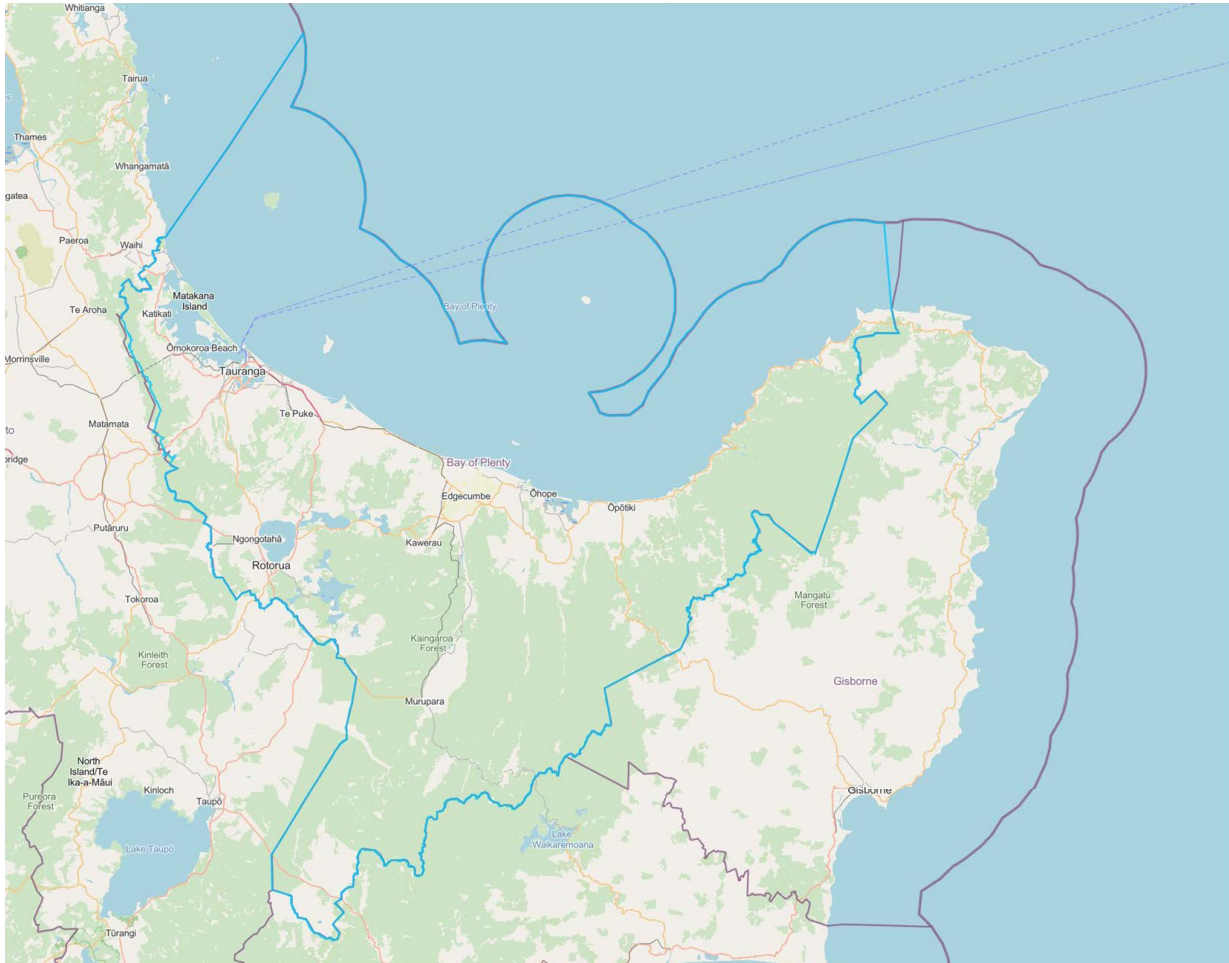 Whitianga
Tairua
Thames
Whangamatā
gatea
Paeroa
Waihi
Matakana
Island
Te Aroha
Katikati
Bay of Plenty
Ōmokoroa Beach
Morrinsville
Tauranga
Te Puke
Matamata
to
bridge
Bay of Plenty
Edgecumbe
Ōhope
Ōpōtiki
Putāruru
Ngongotahā
Kawerau
Rotorua
Tokoroa
Mangatū
Forest
Kaingaroa
Forest
Kinleith
Forest
Gisborne
Murupara
North
Island/Te
Ika-a-Māui
Kinloch
Taupō
Pureora
Forest
Gisborne
Lake Taupō
Lake
Waikaremoana
Tūrangi